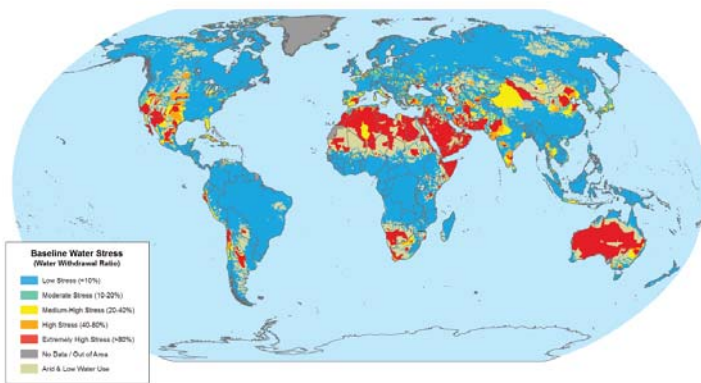 Baseline Water Stress
(Water Withdrawal Ratio)
Low Stress (<10%)
Moderate Stress (10-20%)
Medium-High Stress (20-40%)
High Stress (40-80%)
Extremely High Stress (>80%)
No Data / Out of Area
Arid & Low Water Use